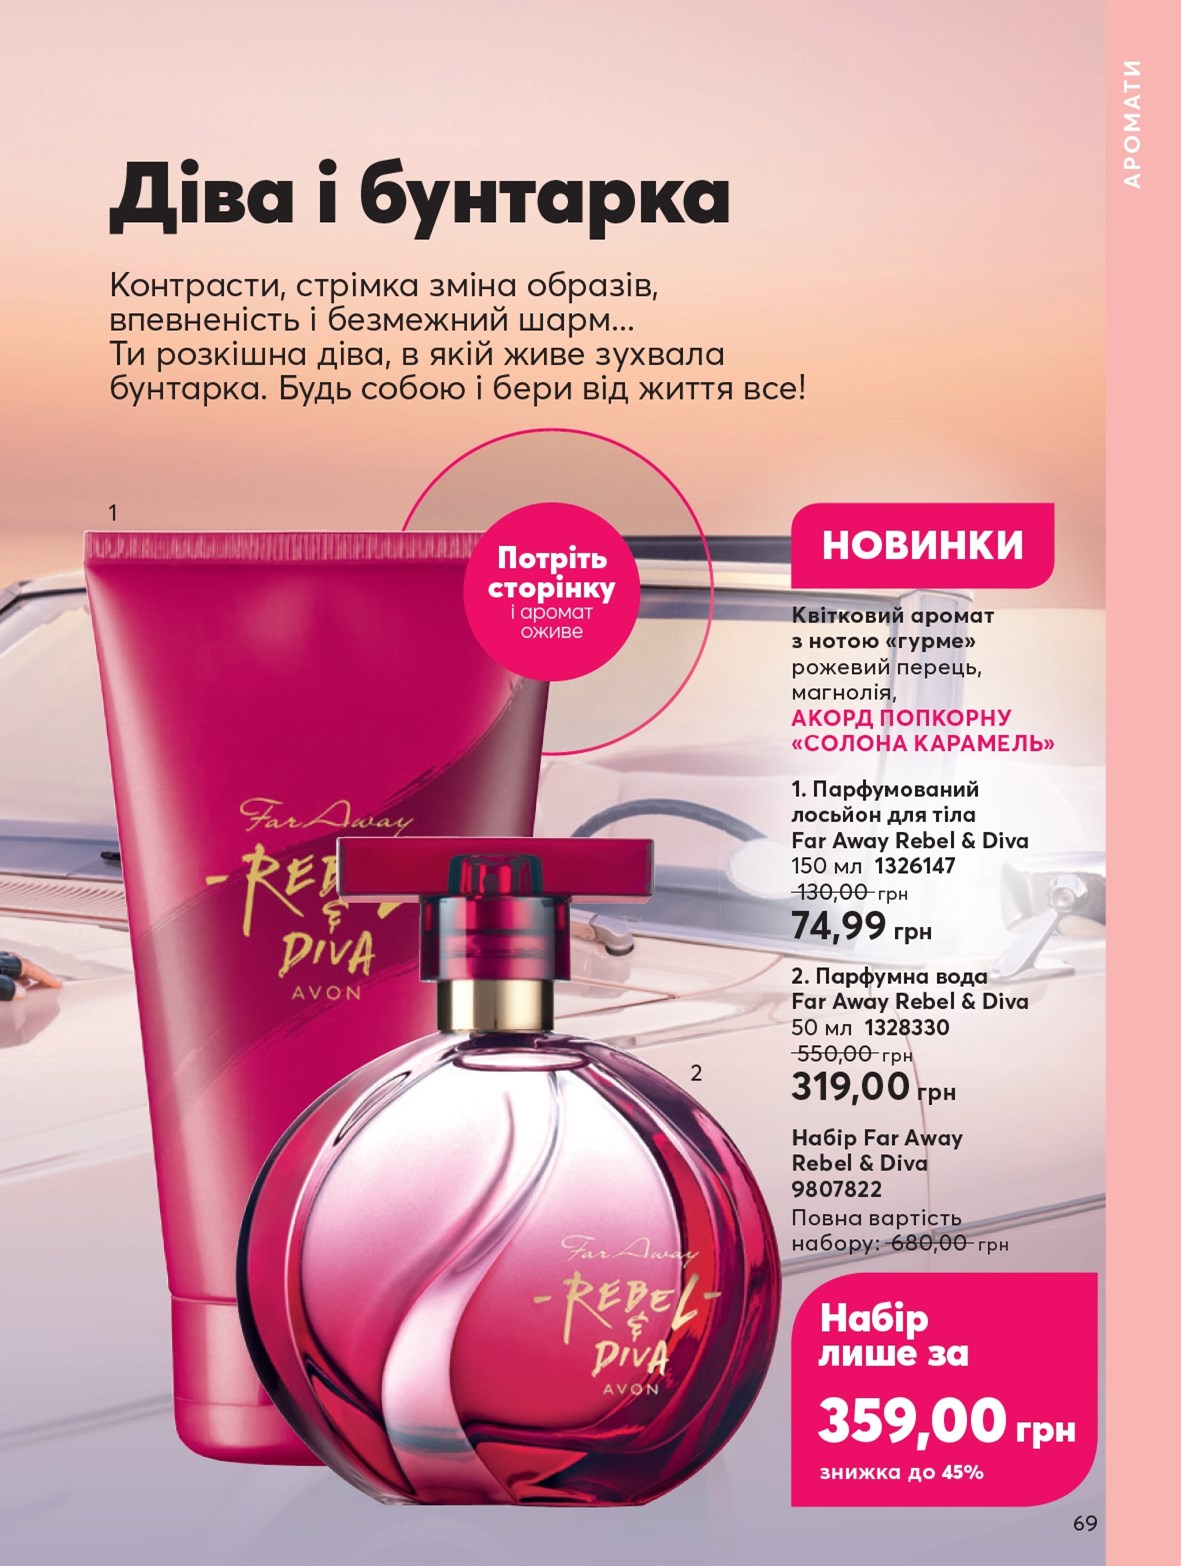 АРОМАТИ
Діва і бунтарка
Контрасти, стрімка зміна образів,
впевненість і безмежний шарм...
Ти розкішна діва, в якій живе зухвала
бунтарка. Будь собою і бери від життя все!
1
Потріть
сторінку
і аромат
оживе
НОВИНКИ
Квітковий аромат
з нотою «гурме»
рожевий перець,
магнолія,
АКОРД ПОПКОРНУ
«СОЛОНА КАРАМЕЛЬ»
1. Парфумований
лосьйон для тіла
Far Away Rebel & Diva
150 мл 1326147
130,00 грн
74,99 грн
2. Парфумна вода
Far Away Rebel & Diva
50 мл 1328330
550,00 грн
319,00 грн
Набір Far Away
Rebel & Diva
9807822
Повна вартість
набору: 680,00 грн
Набір
лише за
359,00 грн
знижка до 45%
Far Away
&
DIVA
AVON
2
Far Away
-REBEL-
&
DIVA
AVON
69